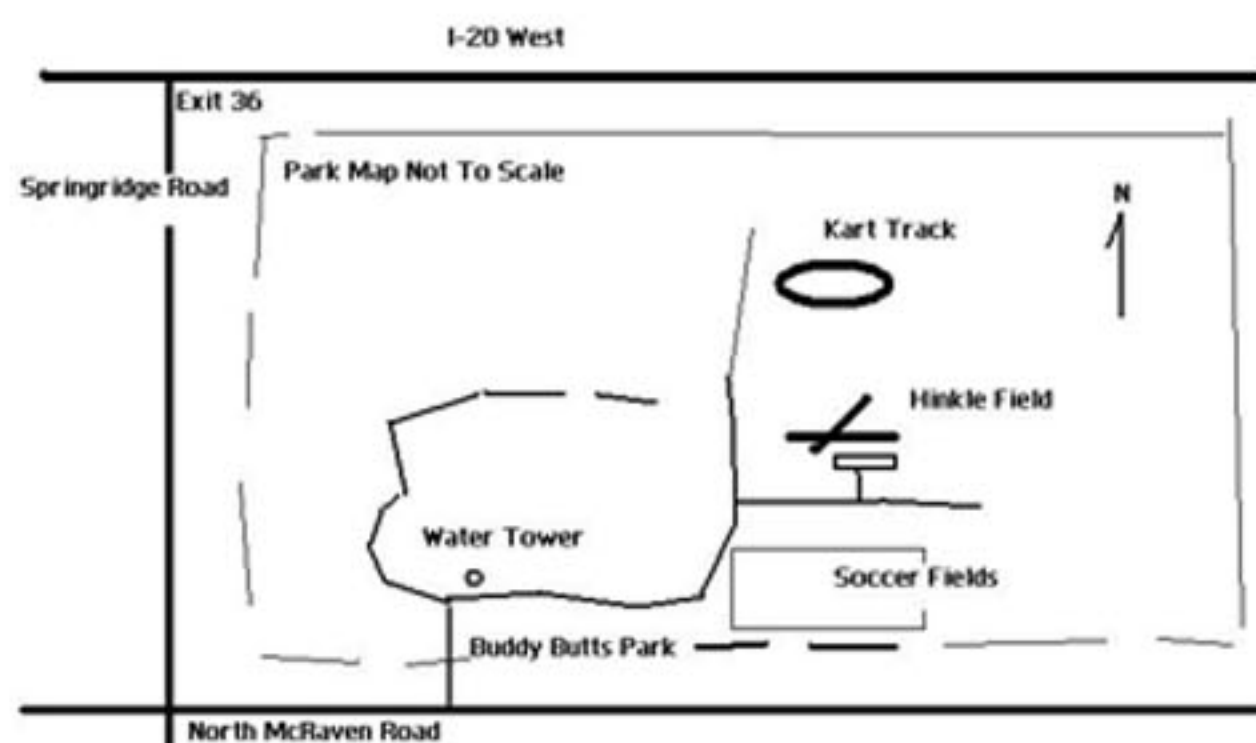 I-20 West
Exit 36
Park Map Not To Scale
Springridge Road
N
Kart Track
Hinkle Field
Water Tower
Soccer Fields
Buddy Butts Park
North McRaven Road